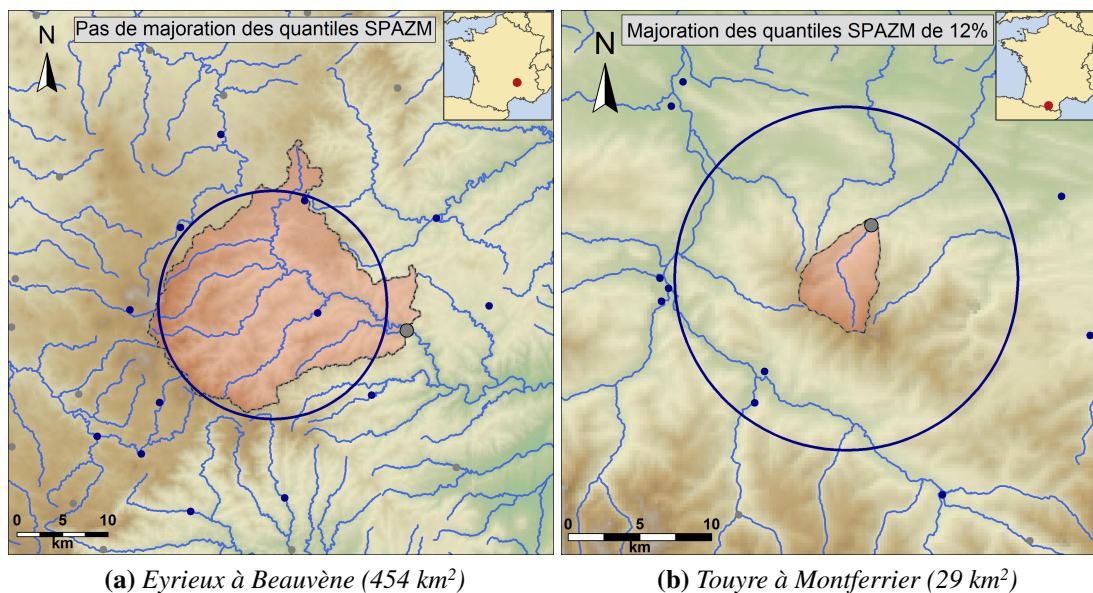 Pas de majoration des quantiles SPAZM
N
0 5 10
km
(a) Eyrieux à Beauvène (454 km²)
Majoration des quantiles SPAZM de 12%
N
0 5 10
km
(b) Touyre à Montferrier (29 km²)